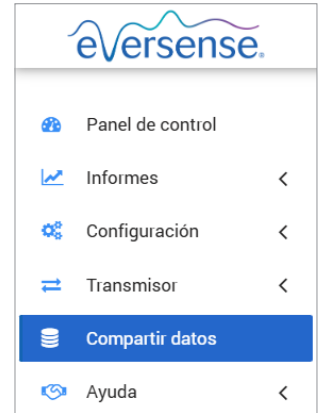 eversense®
Panel de control
Informes
Configuración
Transmisor
Compartir datos
Ayuda